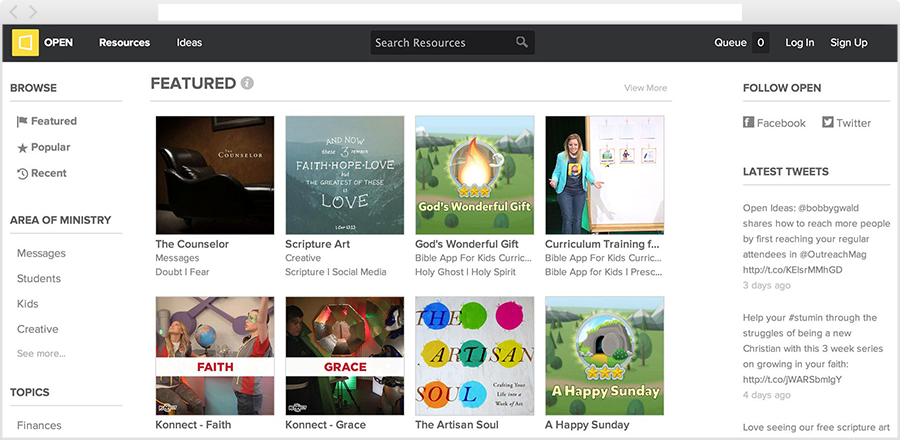 OPEN
Resources
Ideas
Search Resources
Queue 0
Log In
Sign Up
BROWSE
Featured
Popular
Recent
AREA OF MINISTRY
Messages
Students
Kids
Creative
See more...
TOPICS
Finances
FEATURED
View More
THE
COUNSELOR
The Counselor
Messages
Doubt | Fear
AND NOW
these 3 remain
FAITH·HOPE·LOVE
but
THE GREATEST OF THESE
is
LOVE
1 Cor 13:13
Scripture Art
Creative
Scripture | Social Media
God's Wonderful Gift
God's Wonderful Gift
Bible App For Kids Curric...
Holy Ghost | Holy Spirit
Curriculum Training f...
Bible App for Kids Curric...
Bible App for Kids | Presc...
FAITH
Konnect - Faith
GRACE
Konnect - Grace
THE
ARTISAN
SOUL
Crafting Your
Life into a
Work of Art
The Artisan Soul
A Happy Sunday
A Happy Sunday
FOLLOW OPEN
Facebook
Twitter
LATEST TWEETS
Open Ideas: @bobbygwald
shares how to reach more people
by first reaching your regular
attendees in @OutreachMag
http://t.co/KElsrMMhGD
3 days ago
Help your #stumin through the
struggles of being a new
Christian with this 3 week series
on growing in your faith:
http://t.co/jWARSbmlgY
4 days ago
Love seeing our free scripture art